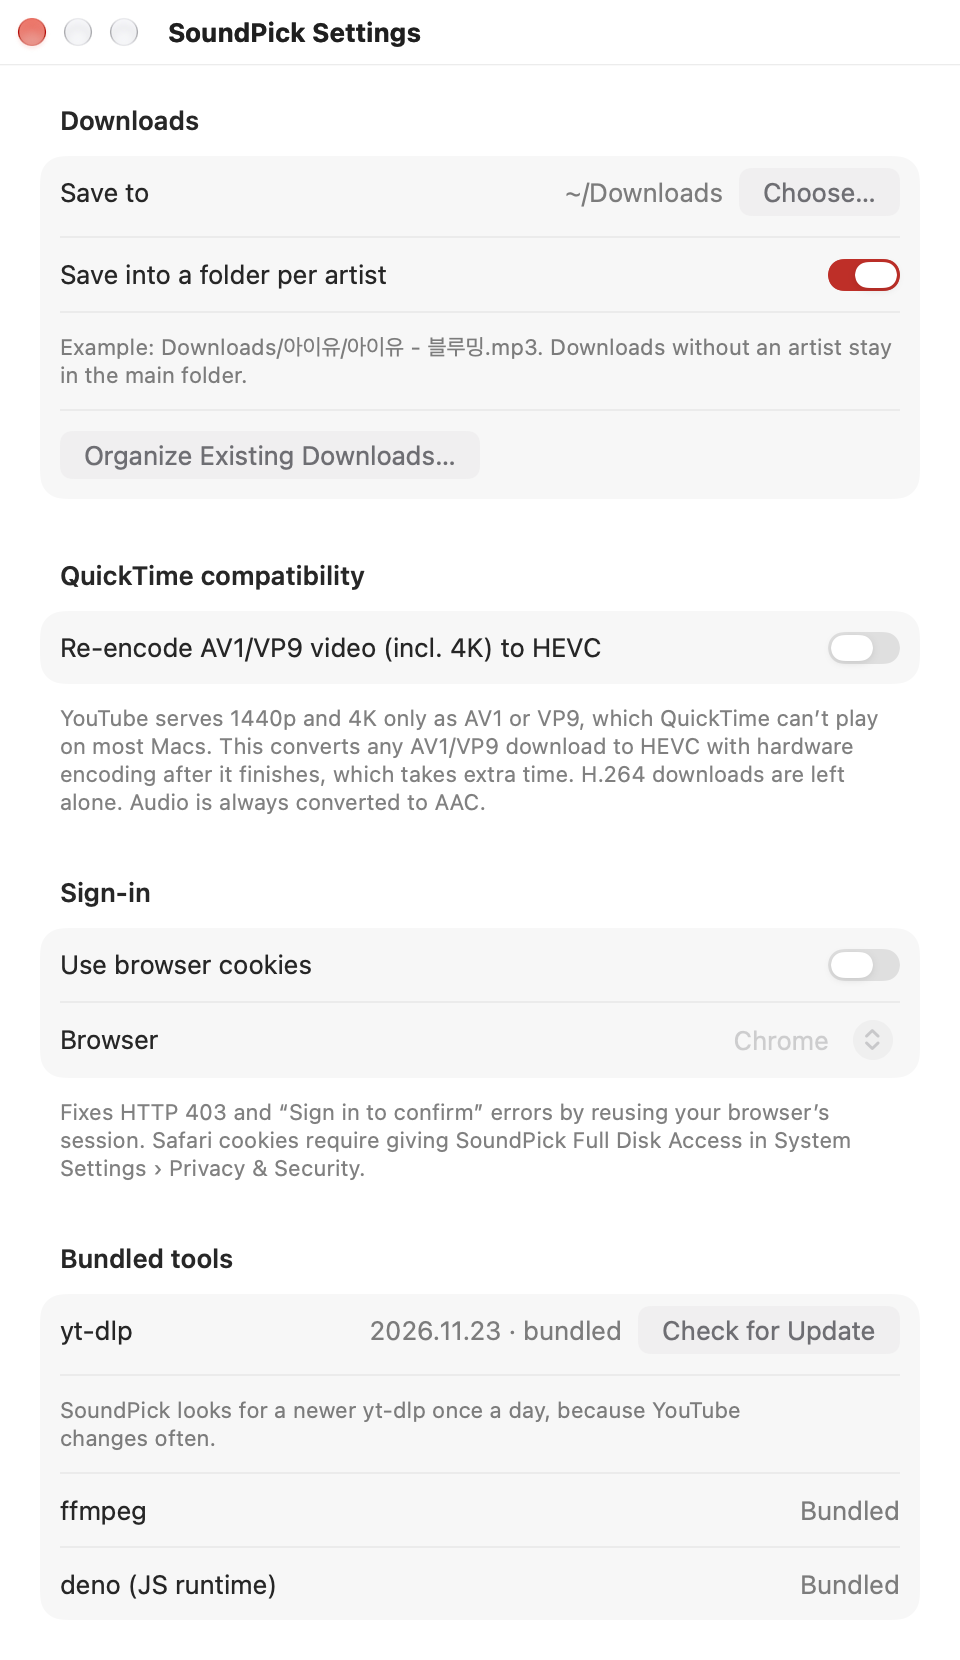 SoundPick Settings
Downloads
Save to
~/Downloads
Choose...
Save into a folder per artist
Example: Downloads/아이유/아이유 - 블루밍.mp3. Downloads without an artist stay
in the main folder.
Organize Existing Downloads...
QuickTime compatibility
Re-encode AV1/VP9 video (incl. 4K) to HEVC
YouTube serves 1440p and 4K only as AV1 or VP9, which QuickTime can’t play
on most Macs. This converts any AV1/VP9 download to HEVC with hardware
encoding after it finishes, which takes extra time. H.264 downloads are left
alone. Audio is always converted to AAC.
Sign-in
Use browser cookies
Browser
Chrome
Fixes HTTP 403 and “Sign in to confirm” errors by reusing your browser’s
session. Safari cookies require giving SoundPick Full Disk Access in System
Settings › Privacy & Security.
Bundled tools
yt-dlp
2026.11.23 · bundled
Check for Update
SoundPick looks for a newer yt-dlp once a day, because YouTube
changes often.
ffmpeg
Bundled
deno (JS runtime)
Bundled